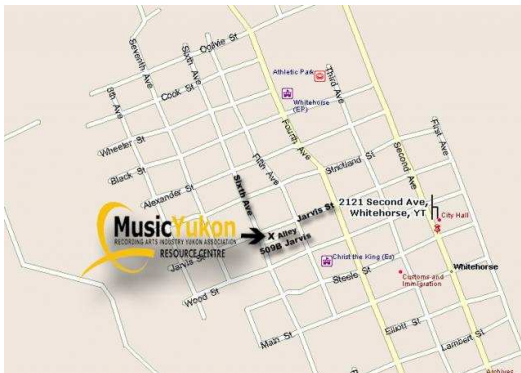 Ogilvie St
Seventh Ave
Sixth Ave
8th Ave
Cook St
Athletic Park
Third Ave
Whitehorse
(EP)
Wheeler St
Fourth Ave
First Ave
Black St
Fifth Ave
Strickland St
Second Ave
Alexander St
Sixth Ave
Jarvis St
2121 Second Ave,
Whitehorse, YT
City Hall
MusicYukon
RECORDING ARTS INDUSTRY YUKON ASSOCIATION
RESOURCE CENTRE
X Alley
509B Jarvis
Jarvis St
Christ the King (Es)
Whitehorse
Steele St
Customs and
Immigration
Wood St
Main St
Elliott St
Lambert St
Archives